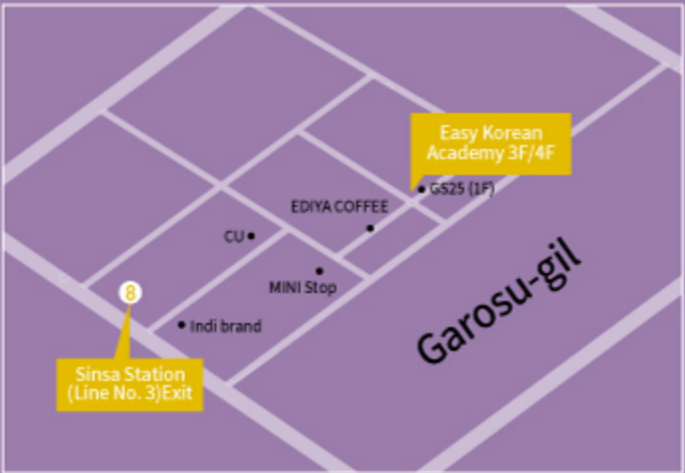 Easy Korean
Academy 3F/4F
GS25 (1F)
EDIYA COFFEE
CU
MINI Stop
Garosu-gil
8
Indi brand
Sinsa Station
(Line No. 3)Exit